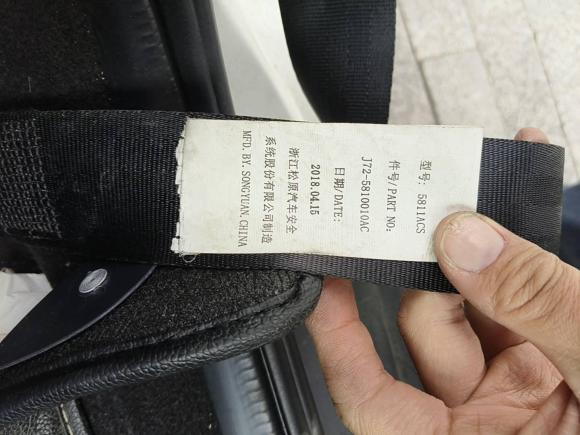 型号: 5811ACS
件号/PART NO:
J72-5810010AC
日期/DATE:
2018.04.15
浙江松原汽车安全
系统股份有限公司制造
MFD. BY. SONGYUAN.CHINA